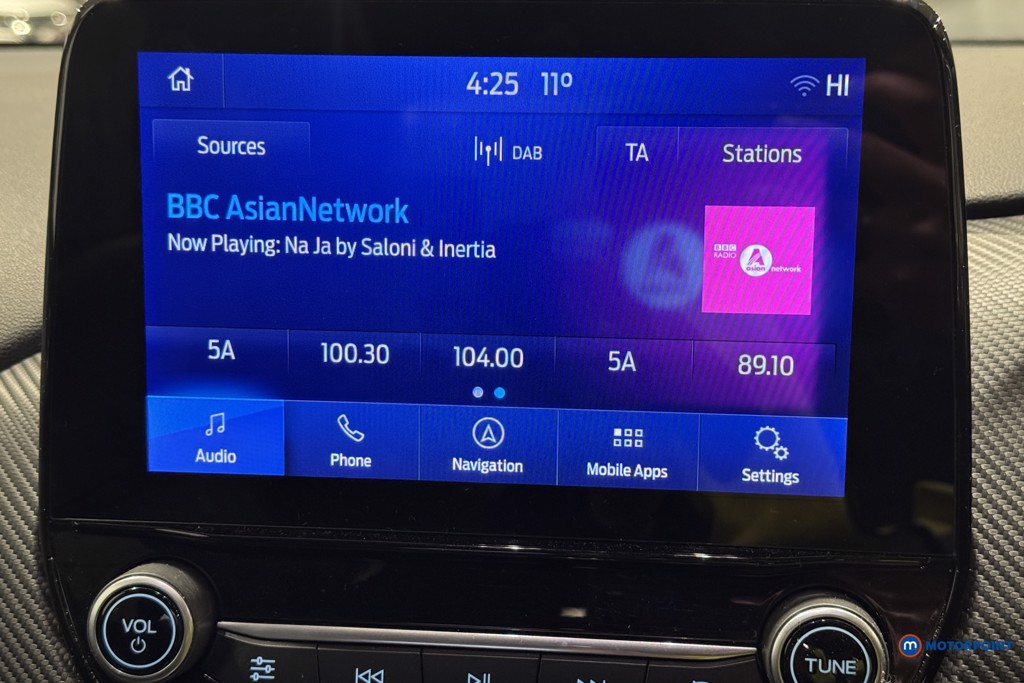 4:25 11° HI
Sources DAB TA Stations
BBC AsianNetwork
Now Playing: Na Ja by Saloni & Inertia
BBC
RADIO
asian network
5A 100.30 104.00 5A 89.10
Audio Phone Navigation Mobile Apps Settings
VOL
TUNE
m MOTORPOINT